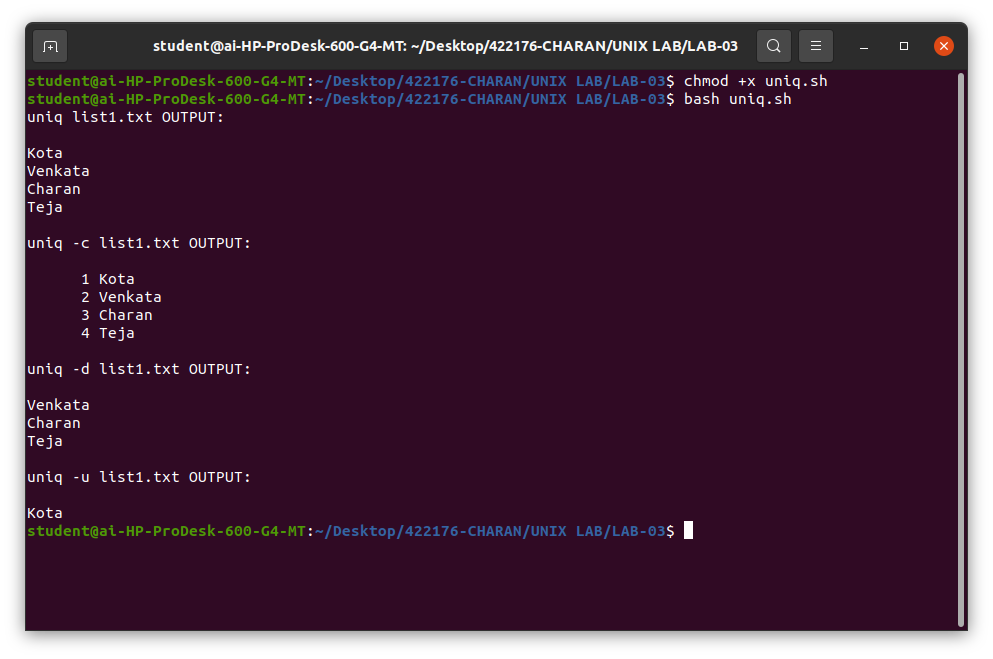 student@ai-HP-ProDesk-600-G4-MT: ~/Desktop/422176-CHARAN/UNIX LAB/LAB-03
student@ai-HP-ProDesk-600-G4-MT:~/Desktop/422176-CHARAN/UNIX LAB/LAB-03$ chmod +x uniq.sh
student@ai-HP-ProDesk-600-G4-MT:~/Desktop/422176-CHARAN/UNIX LAB/LAB-03$ bash uniq.sh
uniq list1.txt OUTPUT:

Kota
Venkata
Charan
Teja

uniq -c list1.txt OUTPUT:

      1 Kota
      2 Venkata
      3 Charan
      4 Teja

uniq -d list1.txt OUTPUT:

Venkata
Charan
Teja

uniq -u list1.txt OUTPUT:

Kota
student@ai-HP-ProDesk-600-G4-MT:~/Desktop/422176-CHARAN/UNIX LAB/LAB-03$